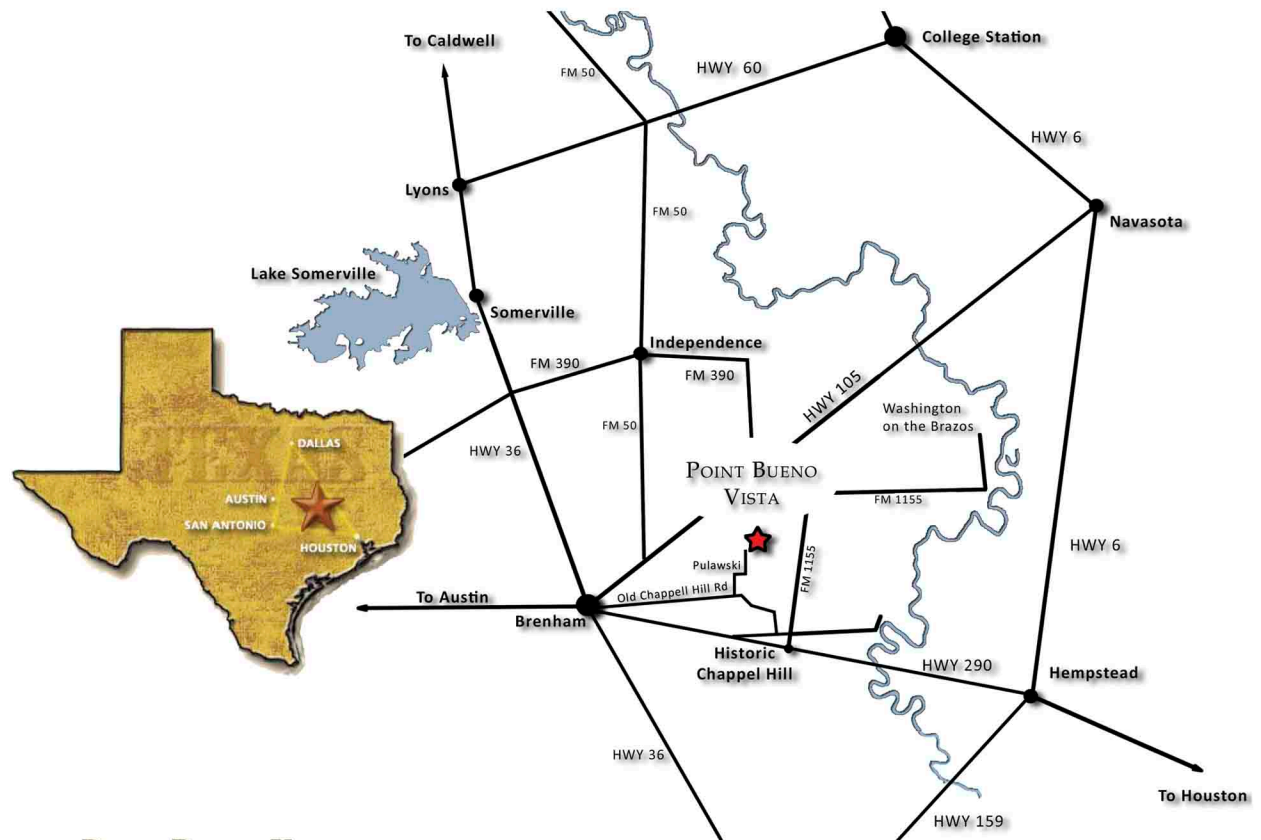 To Caldwell
FM 50
HWY 60
College Station
HWY 6
Lyons
FM 50
Navasota
Lake Somerville
Somerville
Independence
FM 390
FM 390
HWY 105
Washington
on the Brazos
FM 50
HWY 36
TEXAS
DALLAS
AUTIN
SAN ANTONIO
HOUSTON
Point Bueno
Vista
FM 1155
FM 1155
HWY 6
Pulawski
Old Chappell Hill Rd
To Austin
Brenham
Historic
Chappel Hill
HWY 290
Hempstead
HWY 36
To Houston
HWY 159